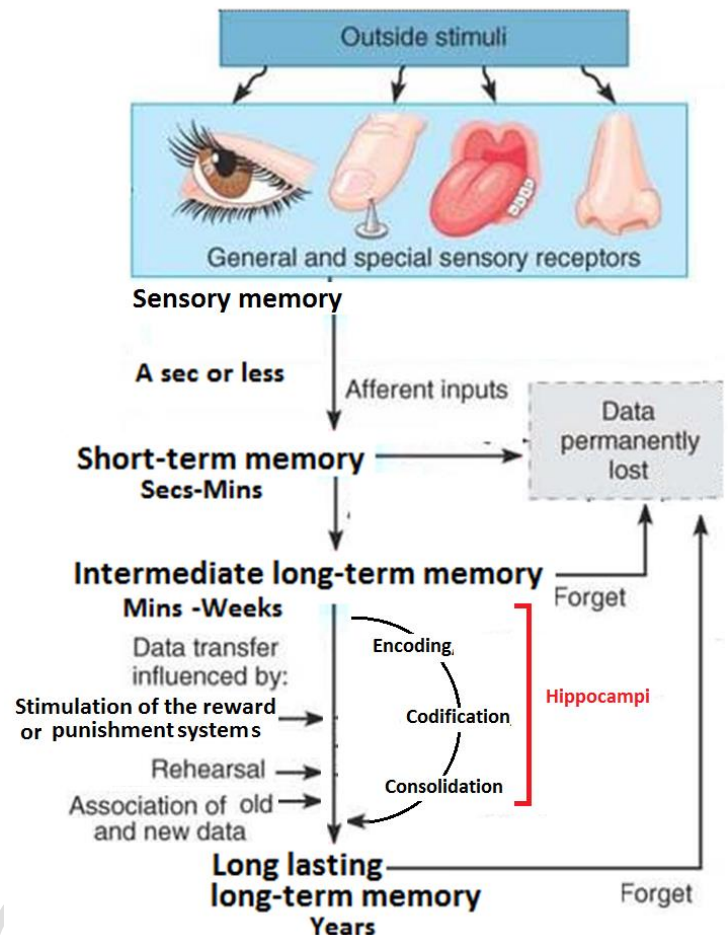 Outside stimuli
General and special sensory receptors
Sensory memory
A sec or less
Afferent inputs
Data
permanently
lost
Short-term memory
Secs-Mins
Intermediate long-term memory
Forget
Mins -Weeks
Data transfer
influenced by:
Encoding
Stimulation of the reward
or punishment systems
Codification
Hippocampi
Rehearsal
Consolidation
Association of old
and new data
Long lasting
long-term memory
Forget
Years